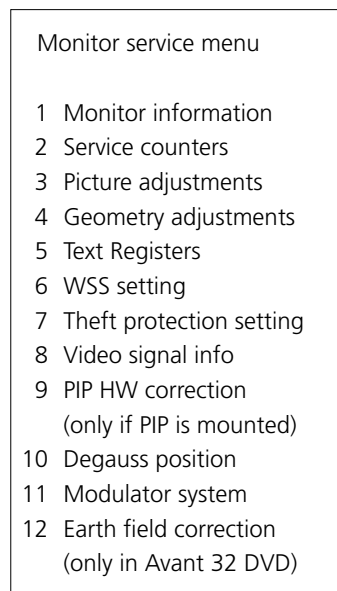 Monitor service menu
1 Monitor information
2 Service counters
3 Picture adjustments
4 Geometry adjustments
5 Text Registers
6 WSS setting
7 Theft protection setting
8 Video signal info
9 PIP HW correction
(only if PIP is mounted)
10 Degauss position
11 Modulator system
12 Earth field correction
(only in Avant 32 DVD)